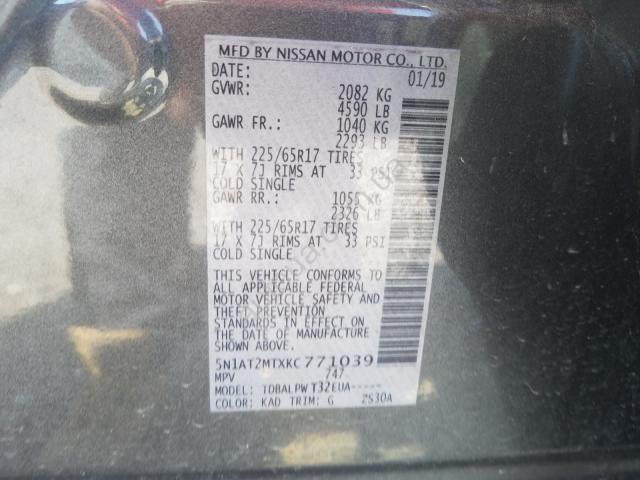 MFD BY NISSAN MOTOR CO., LTD.
DATE: 01/19
GVWR: 2082 KG
4590 LB
GAWR FR.: 1040 KG
2293 LB
WITH 225/65R17 TIRES
17 X 7J RIMS AT 33 PSI
COLD SINGLE
GAWR RR.: 1055 KG
2326 LB
WITH 225/65R17 TIRES
17 X 7J RIMS AT 33 PSI
COLD SINGLE
THIS VEHICLE CONFORMS TO
ALL APPLICABLE FEDERAL
MOTOR VEHICLE SAFETY AND
THEFT PREVENTION
STANDARDS IN EFFECT ON
THE DATE OF MANUFACTURE
SHOWN ABOVE.
5N1AT2MTXKC771039
MPV 747
MODEL: TDBALPW T32EUA-----
COLOR: KAD TRIM: G 2S30A